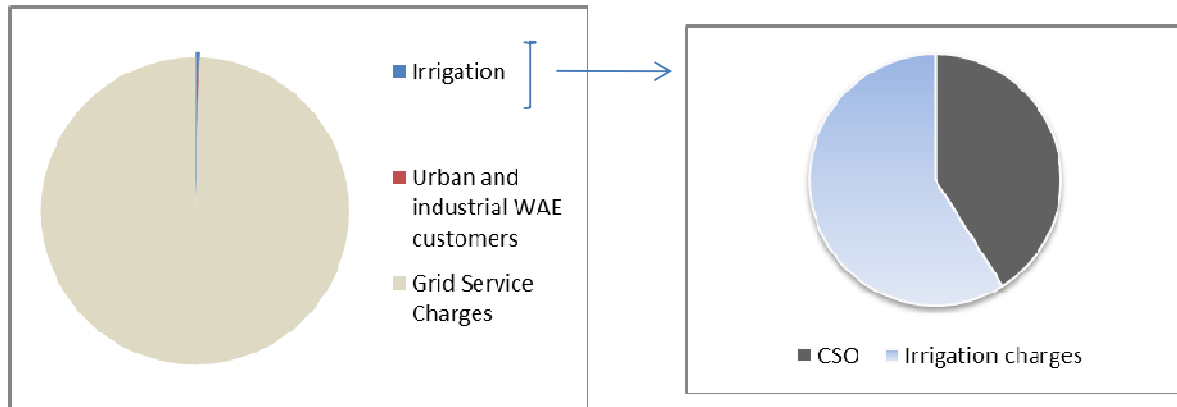 Irrigation
Urban and
industrial WAE
customers
Grid Service
Charges
CSO
Irrigation charges